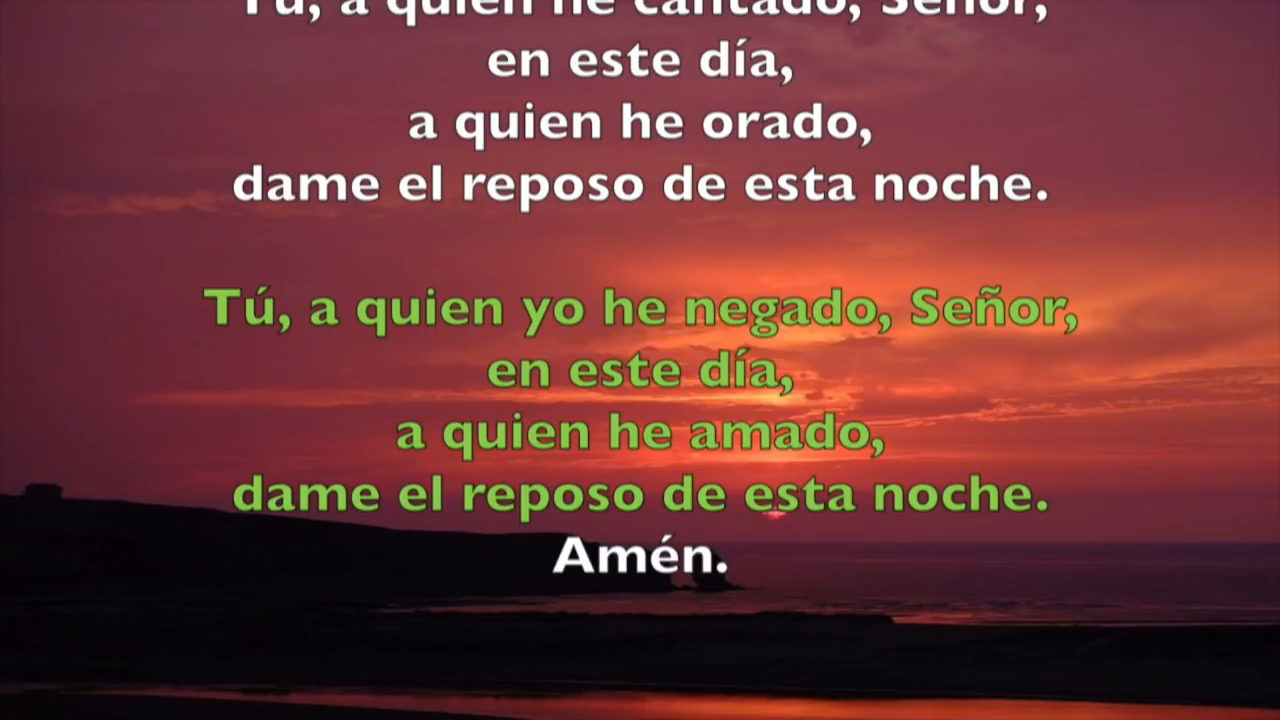 Tú, a quien he cantado, Señor,
en este día,
a quien he orado,
dame el reposo de esta noche.
Tú, a quien yo he negado, Señor,
en este día,
a quien he amado,
dame el reposo de esta noche.
Amén.